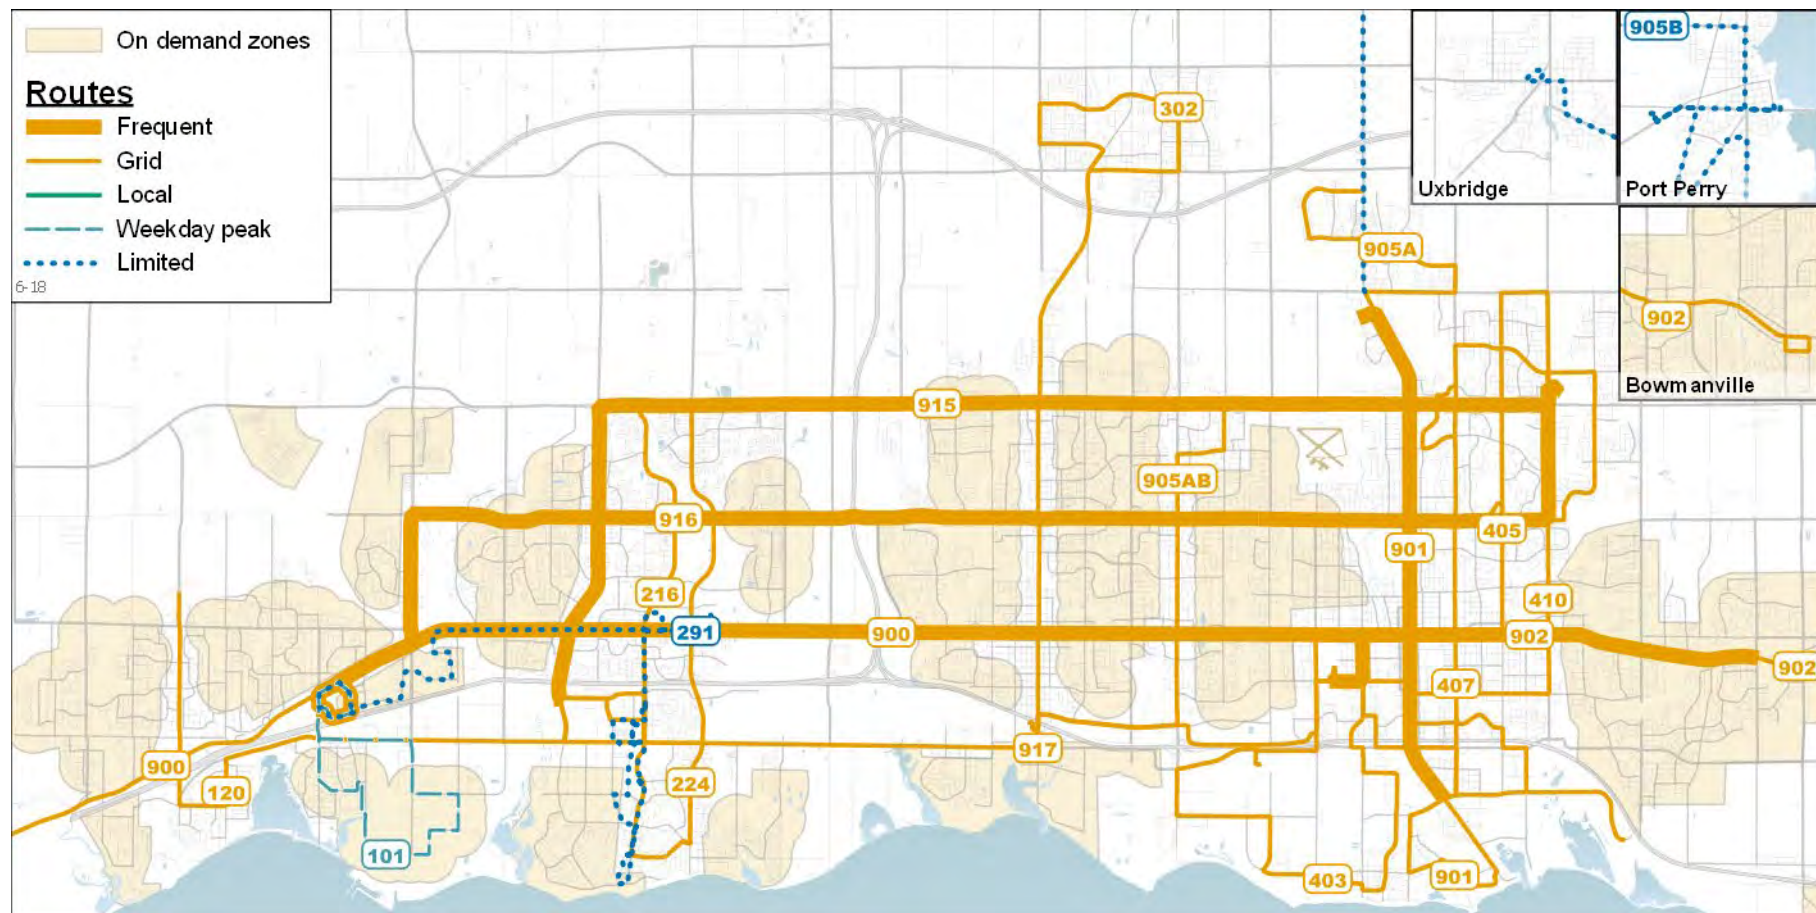 On demand zones
Routes
Frequent
Grid
Local
Weekday peak
Limited
6-18
302
905A
Uxbridge
905B
Port Perry
902
Bowmanville
915
905AB
916
901
405
216
410
291
900
902
902
407
900
120
917
224
101
403
901